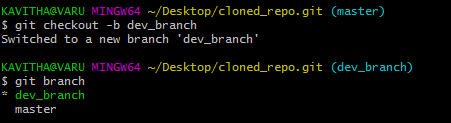 KAVITHA@VARU MINGW64 ~/Desktop/cloned_repo.git (master)
$ git checkout -b dev_branch
Switched to a new branch 'dev_branch'
KAVITHA@VARU MINGW64 ~/Desktop/cloned_repo.git (dev_branch)
$ git branch
* dev_branch
master